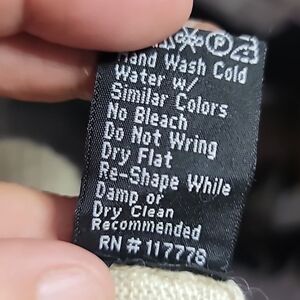 Hand Wash Cold
Water w/
Similar Colors
No Bleach
Do Not Wring
Dry Flat
Re-Shape While
Damp or
Dry Clean
Recommended
RN # 117778